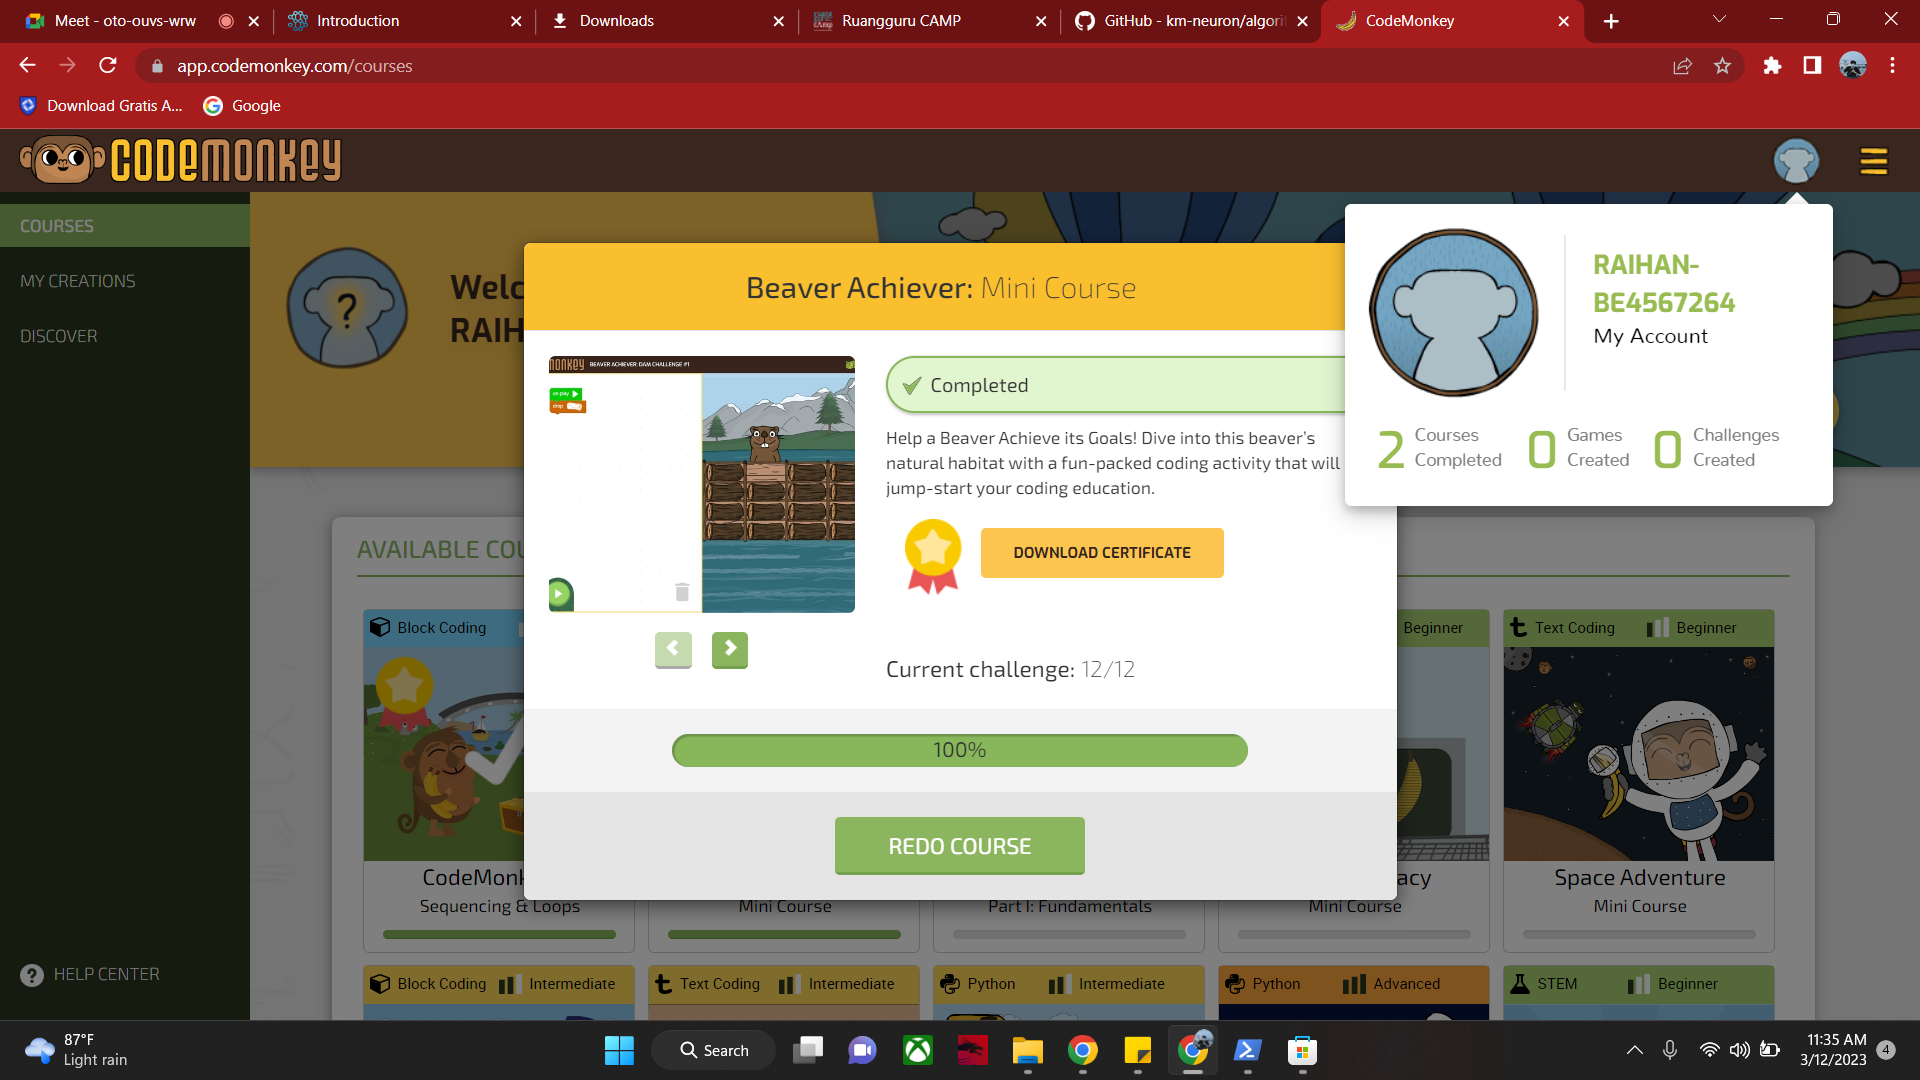 Meet - oto-ouvs-wrw
Introduction
Downloads
Ruangguru CAMP
GitHub - km-neuron/algorit
CodeMonkey
app.codemonkey.com/courses
Download Gratis A...
Google
CODEMONKEY
COURSES
MY CREATIONS
DISCOVER
HELP CENTER
?
Welc
RAIH
Beaver Achiever: Mini Course
MONKEY BEAVER ACHIEVER: DAM CHALLENGE #1
on play
drop
Completed
Help a Beaver Achieve its Goals! Dive into this beaver's
natural habitat with a fun-packed coding activity that will
jump-start your coding education.
DOWNLOAD CERTIFICATE
Current challenge: 12/12
100%
REDO COURSE
RAIHAN-
BE4567264
My Account
2 Courses Completed
0 Games Created
0 Challenges Created
AVAILABLE COU
Block Coding
Beginner
Text Coding Beginner
CodeMonk
Sequencing & Loops
Mini Course
Part I: Fundamentals
acy
Mini Course
Space Adventure
Mini Course
Block Coding Intermediate
Text Coding Intermediate
Python Intermediate
Python Advanced
STEM Beginner
87°F
Light rain
Search
11:35 AM
3/12/2023
4